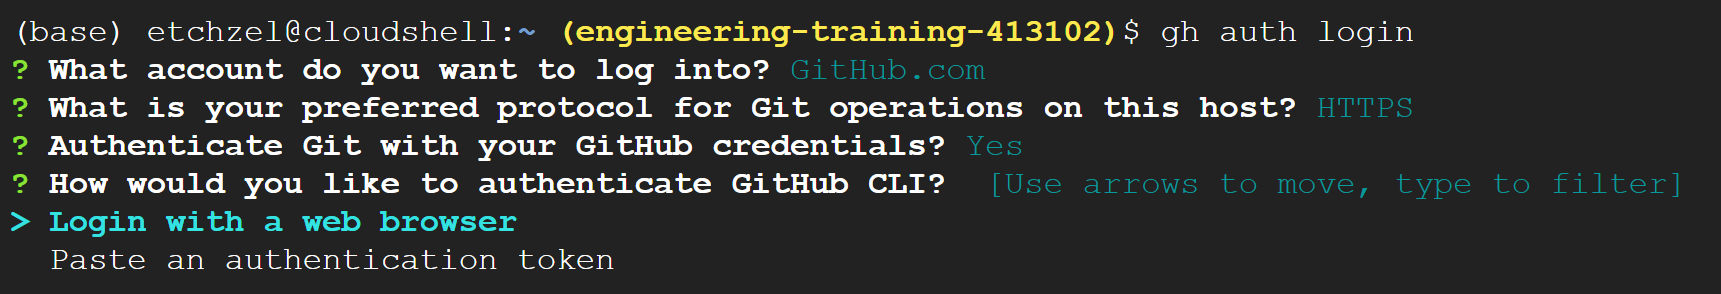 (base) etchzel@cloudshell:~ (engineering-training-413102)$ gh auth login
? What account do you want to log into? GitHub.com
? What is your preferred protocol for Git operations on this host? HTTPS
? Authenticate Git with your GitHub credentials? Yes
? How would you like to authenticate GitHub CLI?  [Use arrows to move, type to filter]
> Login with a web browser
  Paste an authentication token